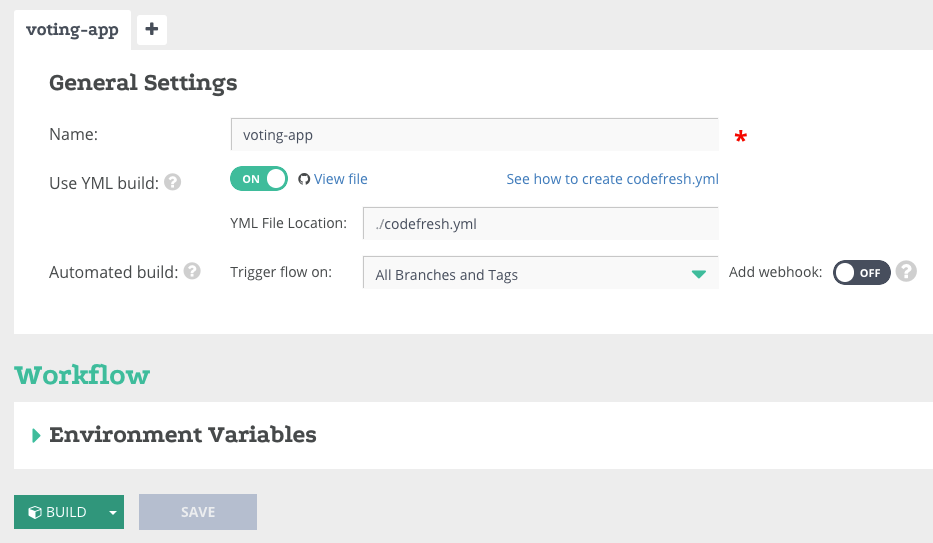 voting-app +
General Settings
Name: voting-app *
Use YML build: ? ON View file See how to create codefresh.yml
YML File Location: ./codefresh.yml
Automated build: ? Trigger flow on: All Branches and Tags Add webhook: OFF ?
Workflow
Environment Variables
BUILD SAVE